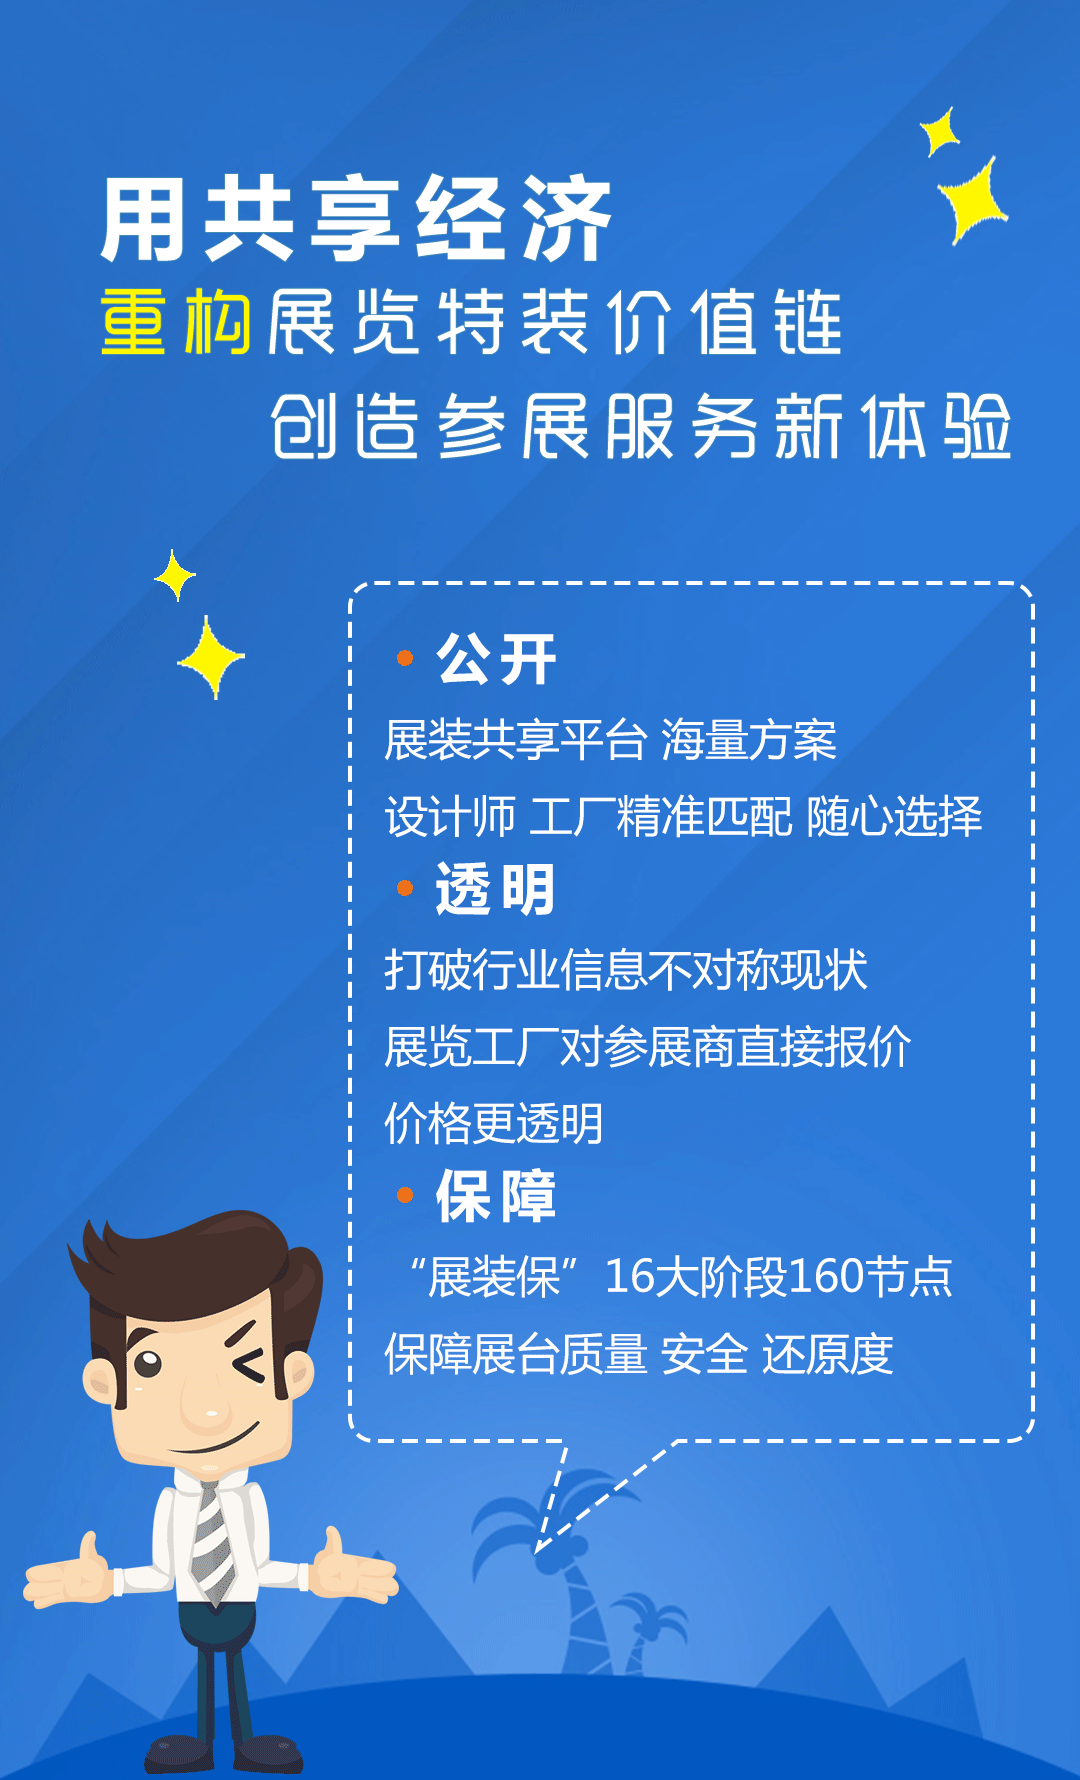 用共享经济
重构展览特装价值链
创造参展服务新体验
• 公开
展装共享平台 海量方案
设计师 工厂精准匹配 随心选择
• 透明
打破行业信息不对称现状
展览工厂对参展商直接报价
价格更透明
• 保障
“展装保”16大阶段160节点
保障展台质量 安全 还原度